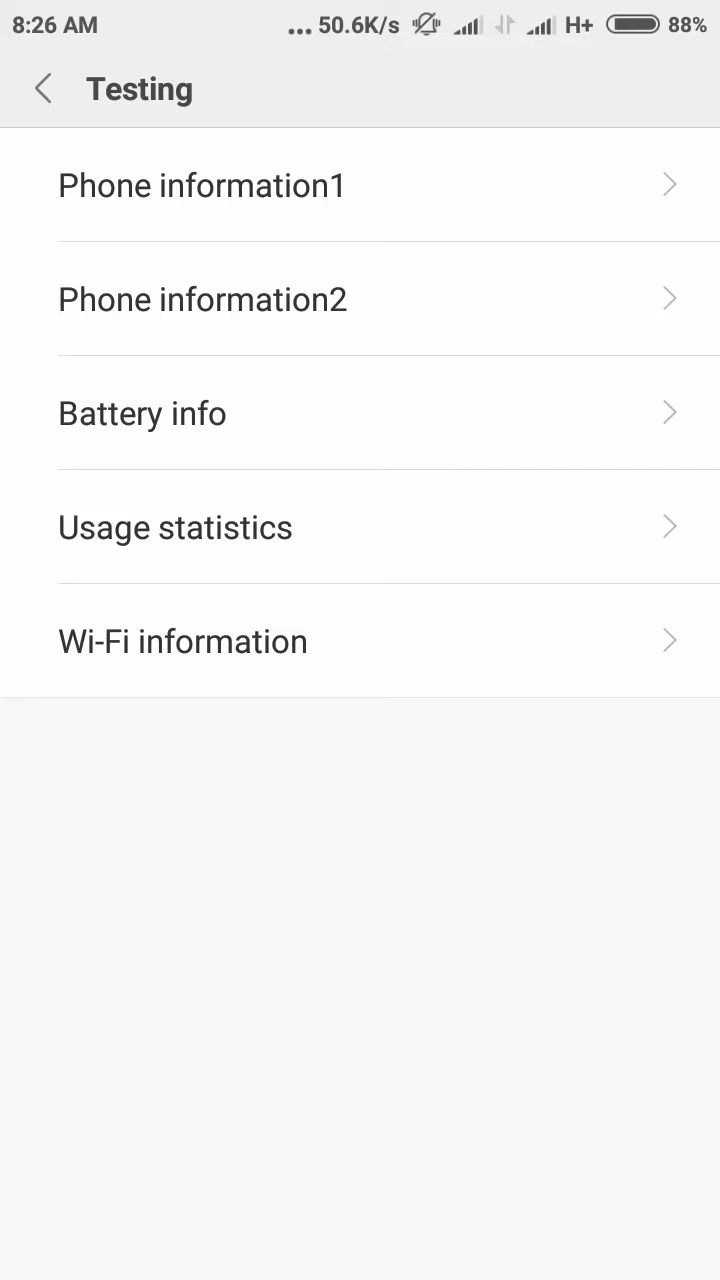 8:26 AM ... 50.6K/s H+ 88%
Testing
Phone information1
Phone information2
Battery info
Usage statistics
Wi-Fi information